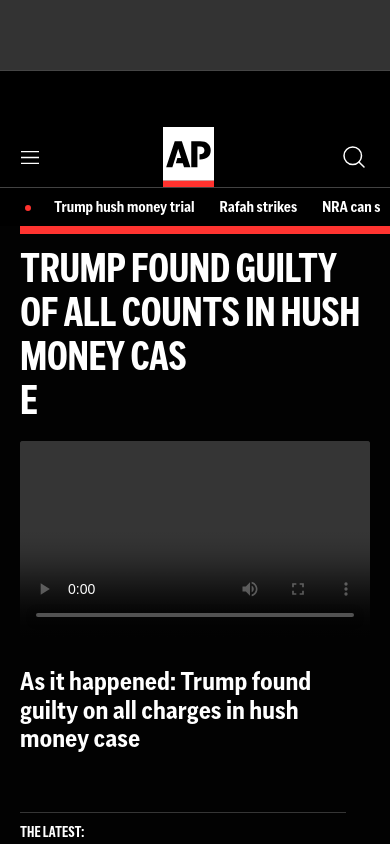 AP
Trump hush money trial Rafah strikes NRA can s
TRUMP FOUND GUILTY
OF ALL COUNTS IN HUSH
MONEY CAS
E
0:00
As it happened: Trump found
guilty on all charges in hush
money case
THE LATEST: